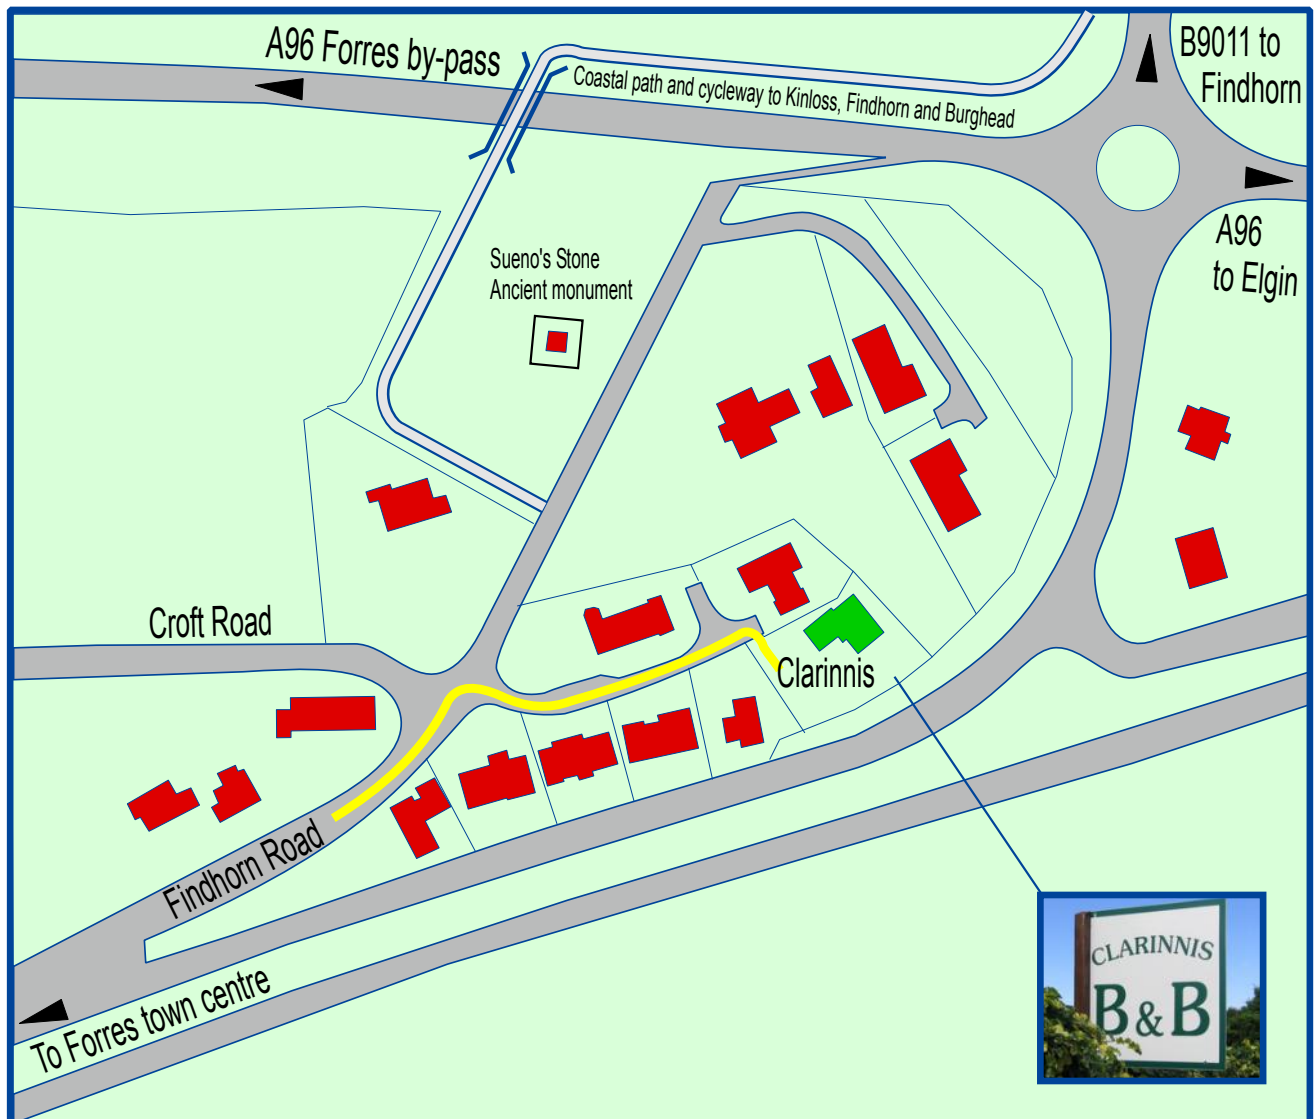 A96 Forres by-pass
B9011 to
Findhorn
Coastal path and cycleway to Kinloss, Findhorn and Burghead
A96
to Elgin
Sueno's Stone
Ancient monument
Croft Road
Clarinnis
Findhorn Road
To Forres town centre
CLARINNIS
B & B